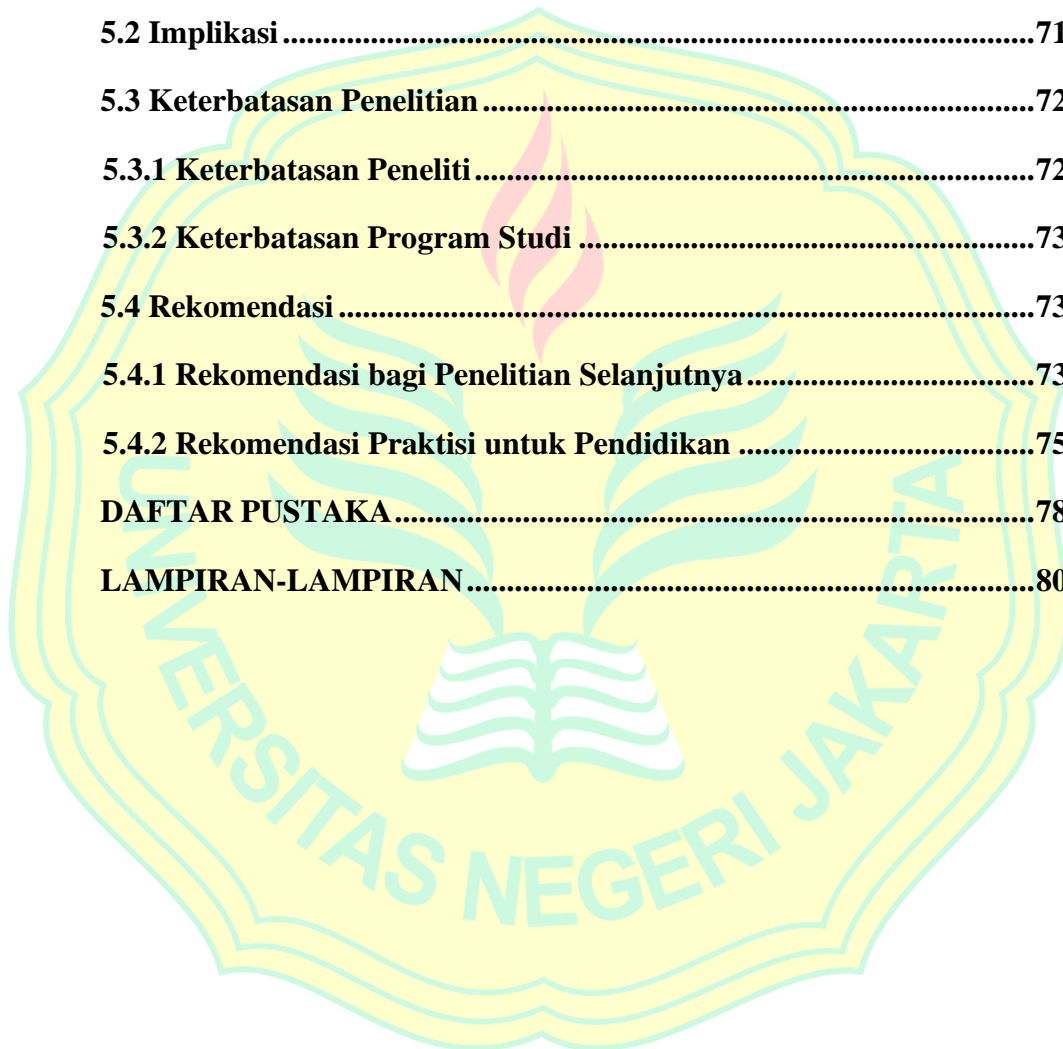 5.2 Implikasi....................................................................................................71
5.3 Keterbatasan Penelitian..........................................................................72
5.3.1 Keterbatasan Peneliti...........................................................................72
5.3.2 Keterbatasan Program Studi ..............................................................73
5.4 Rekomendasi............................................................................................73
5.4.1 Rekomendasi bagi Penelitian Selanjutnya.........................................73
5.4.2 Rekomendasi Praktisi untuk Pendidikan ..........................................75
DAFTAR PUSTAKA.....................................................................................78
LAMPIRAN-LAMPIRAN............................................................................80
UNIVERSITAS NEGERI JAKARTA